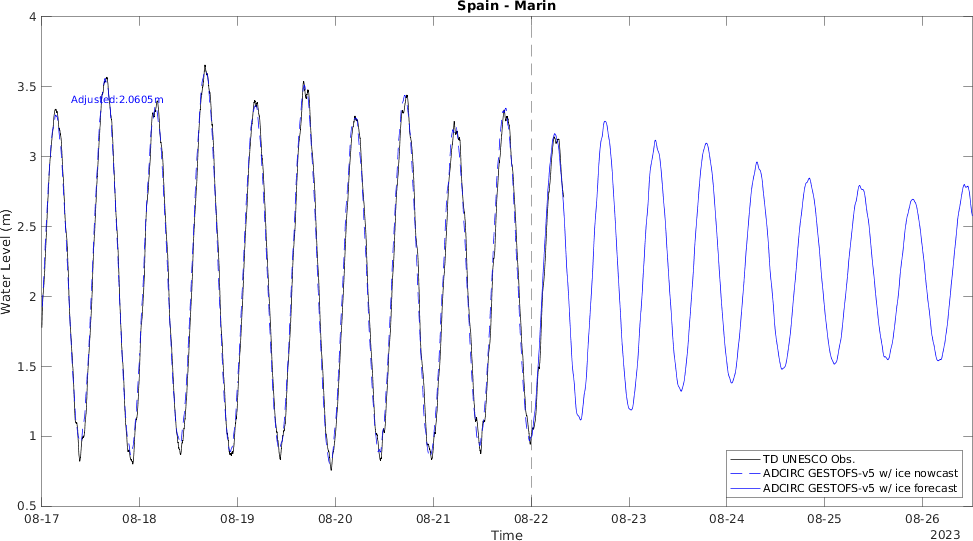 Spain - Marin
4
3.5
3
2.5
2
1.5
1
0.5
Water Level (m)
Adjusted:2.0605m
TD UNESCO Obs.
ADCIRC GESTOFS-v5 w/ ice nowcast
ADCIRC GESTOFS-v5 w/ ice forecast
08-17 08-18 08-19 08-20 08-21 08-22 08-23 08-24 08-25 08-26
Time
2023